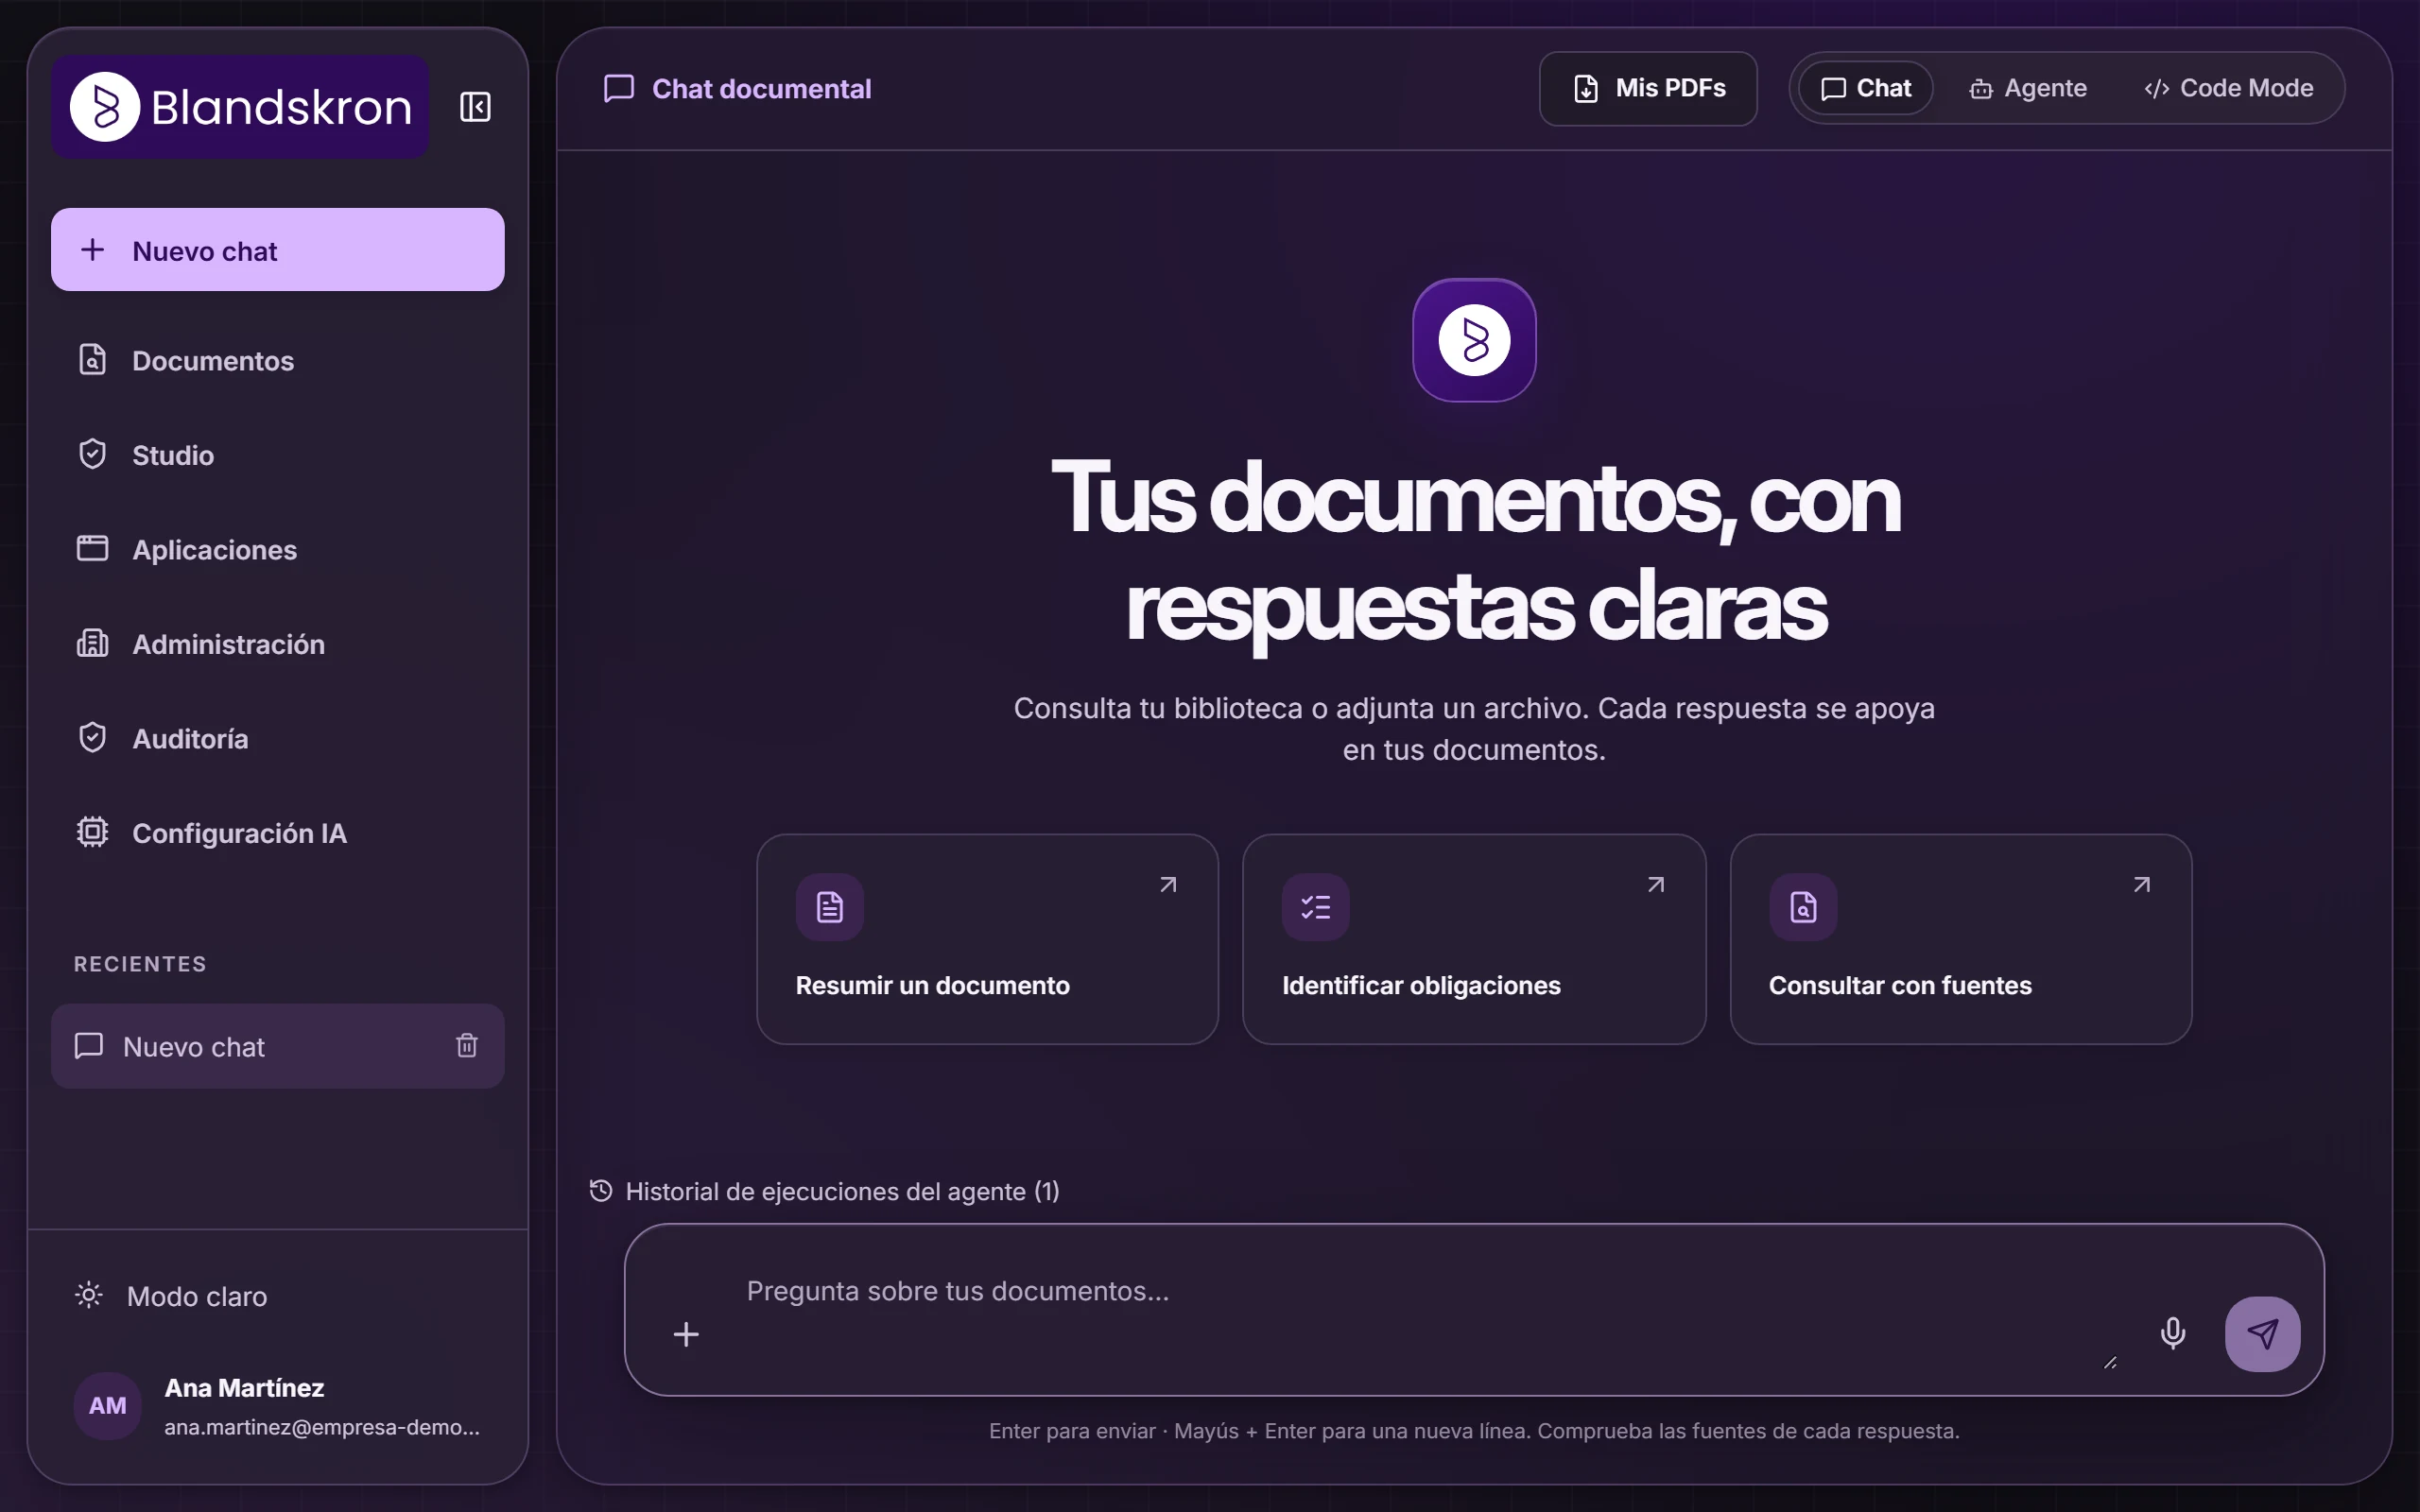 Blandskron
Nuevo chat
Documentos
Studio
Aplicaciones
Administración
Auditoría
Configuración IA
RECIENTES
Nuevo chat
Modo claro
AM
Ana Martínez
ana.martinez@empresa-demo...
Chat documental
Mis PDFs
Chat
Agente
Code Mode
Tus documentos, con
respuestas claras
Consulta tu biblioteca o adjunta un archivo. Cada respuesta se apoya
en tus documentos.
Resumir un documento
Identificar obligaciones
Consultar con fuentes
Historial de ejecuciones del agente (1)
Pregunta sobre tus documentos...
Enter para enviar · Mayús + Enter para una nueva línea. Comprueba las fuentes de cada respuesta.